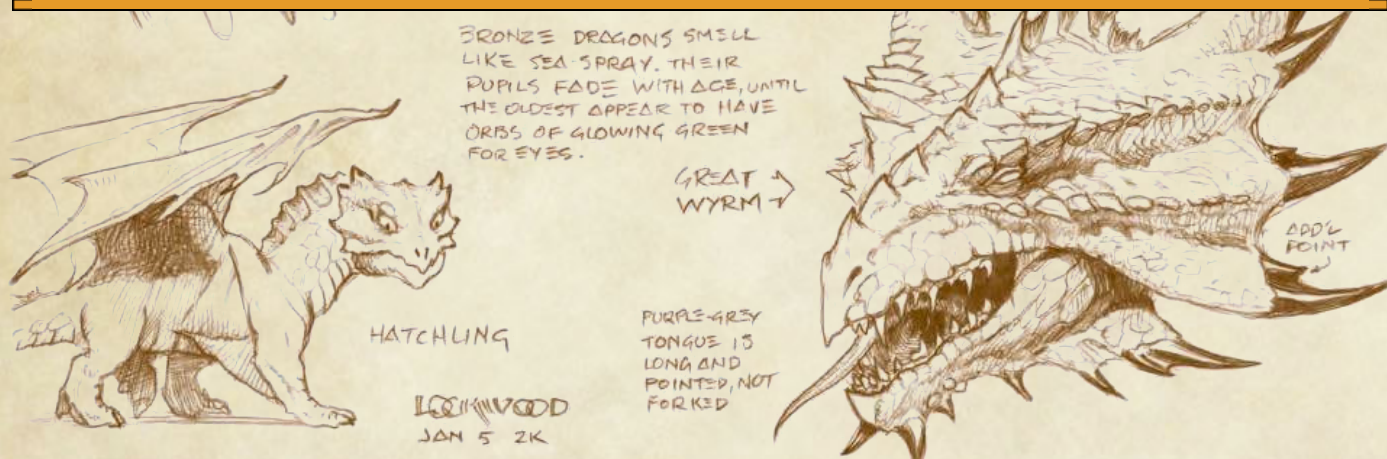 BRONZE DRAGONS SMELL
LIKE SEA SPRAY. THEIR
PUPILS FADE WITH AGE, UNTIL
THE OLDEST APPEAR TO HAVE
ORBS OF GLOWING GREEN
FOR EYES.
GREAT
WYRM
ADD'L
POINT
HATCHLING
PURPLE-GREY
TONGUE IS
LONG AND
POINTED, NOT
FORKED
LOCKWOOD
JAN 5 2K